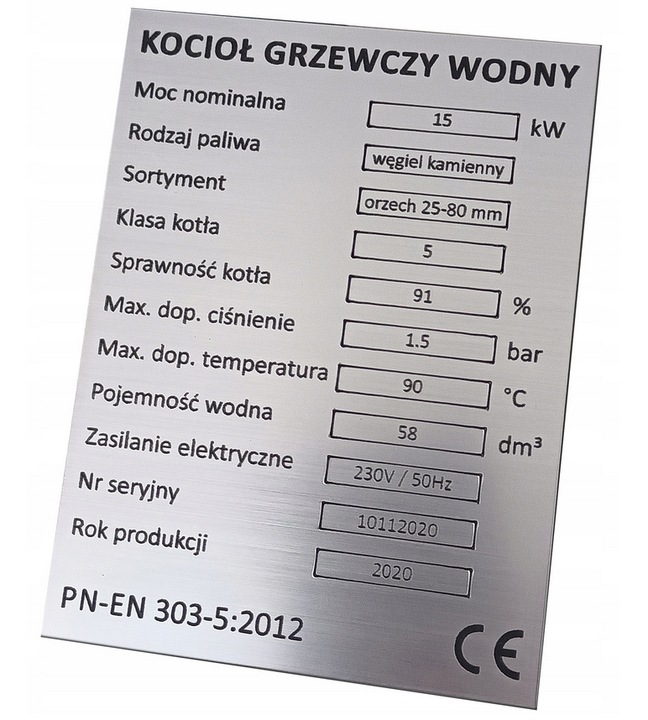 KOCIOŁ GRZEWCZY WODNY
Moc nominalna 15 kW
Rodzaj paliwa węgiel kamienny
Sortyment orzech 25-80 mm
Klasa kotła 5
Sprawność kotła 91 %
Max. dop. ciśnienie 1.5 bar
Max. dop. temperatura 90 °C
Pojemność wodna 58 dm³
Zasilanie elektryczne 230V / 50Hz
Nr seryjny 10112020
Rok produkcji 2020
PN-EN 303-5:2012 CE